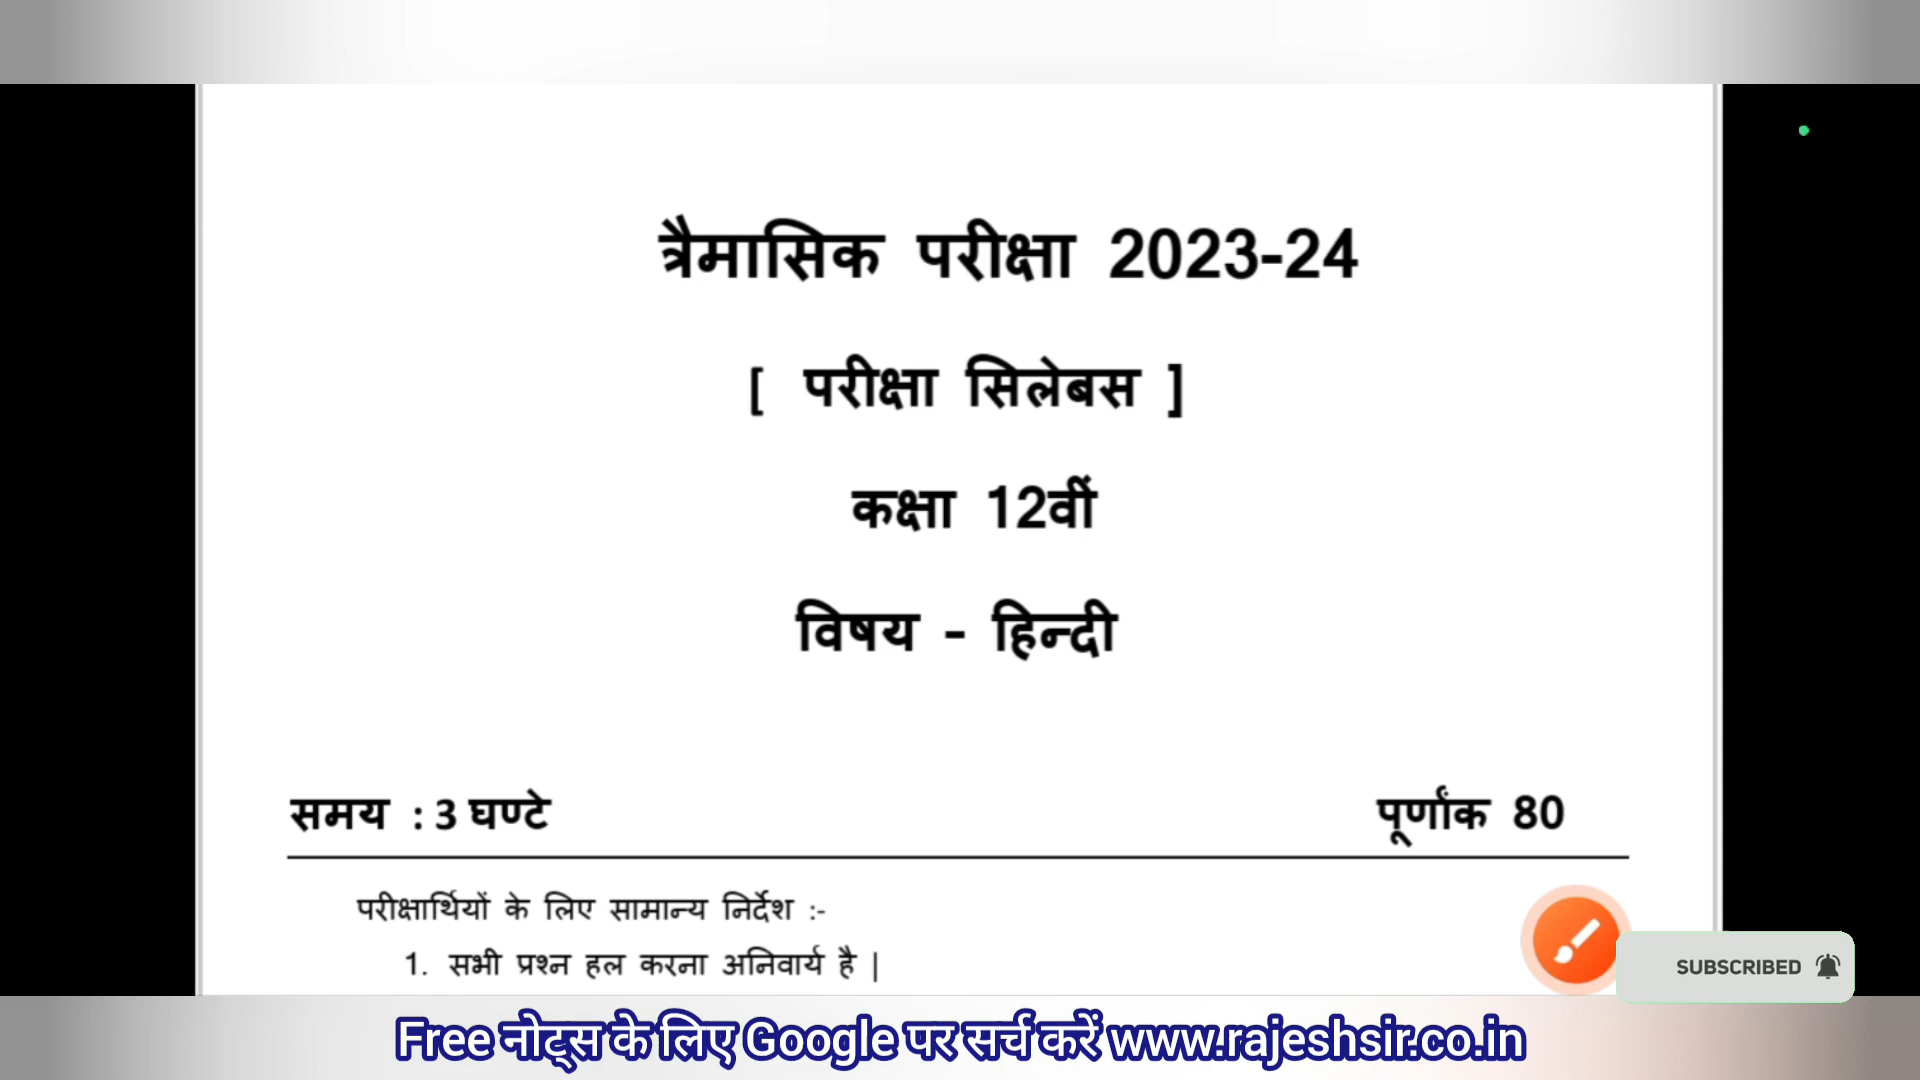 त्रैमासिक परीक्षा 2023-24
[ परीक्षा सिलेबस ]
कक्षा 12वीं
विषय - हिन्दी
समय : 3 घण्टे पूर्णांक 80
परीक्षार्थियों के लिए सामान्य निर्देश :-
1. सभी प्रश्न हल करना अनिवार्य है |
SUBSCRIBED
Free नोट्स के लिए Google पर सर्च करें www.rajeshsir.co.in